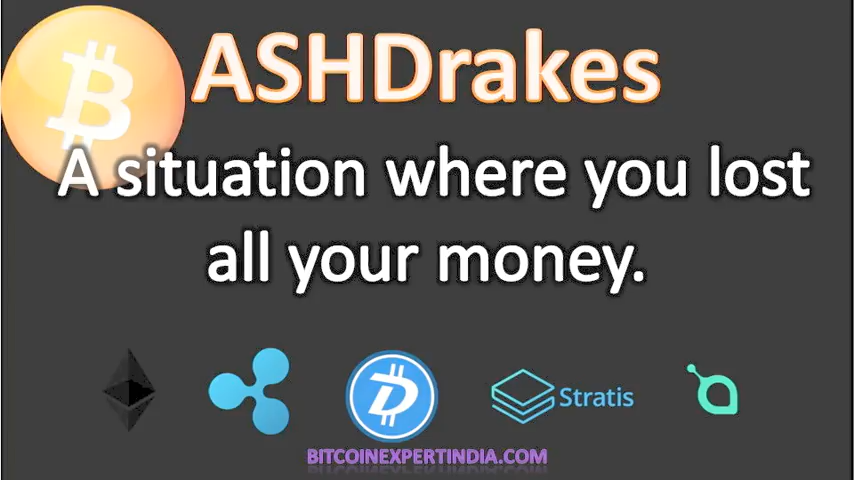 ASHDrakes
A situation where you lost
all your money.
Stratis
BITCOINEXPERTINDIA.COM